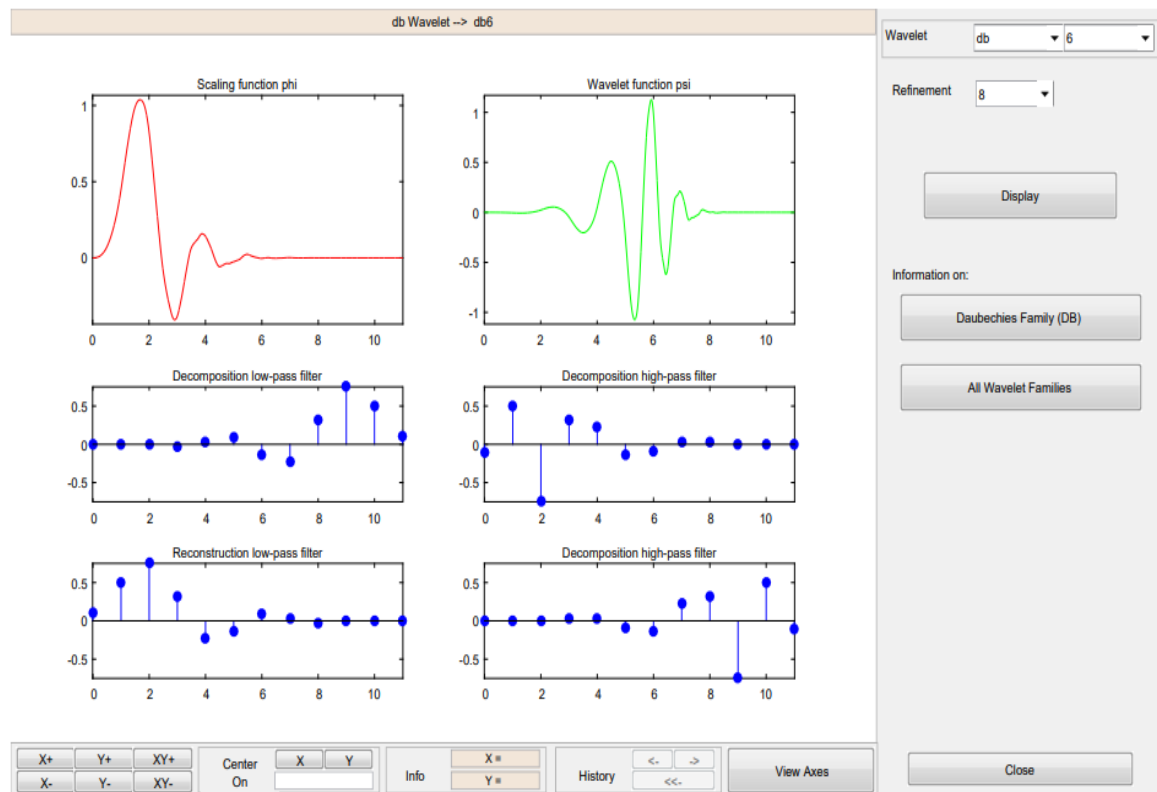 db Wavelet --> db6
Wavelet db 6
Refinement 8
Display
Information on:
Daubechies Family (DB)
All Wavelet Families
Close
Scaling function phi
1
0.5
0
0 2 4 6 8 10
Wavelet function psi
1
0.5
0
-0.5
-1
0 2 4 6 8 10
Decomposition low-pass filter
0.5
0
-0.5
0 2 4 6 8 10
Decomposition high-pass filter
0.5
0
-0.5
0 2 4 6 8 10
Reconstruction low-pass filter
0.5
0
-0.5
0 2 4 6 8 10
Decomposition high-pass filter
0.5
0
-0.5
0 2 4 6 8 10
X+ Y+ XY+
X- Y- XY-
Center
On
X Y
Info
X =
Y =
History
<- ->
<<-
View Axes